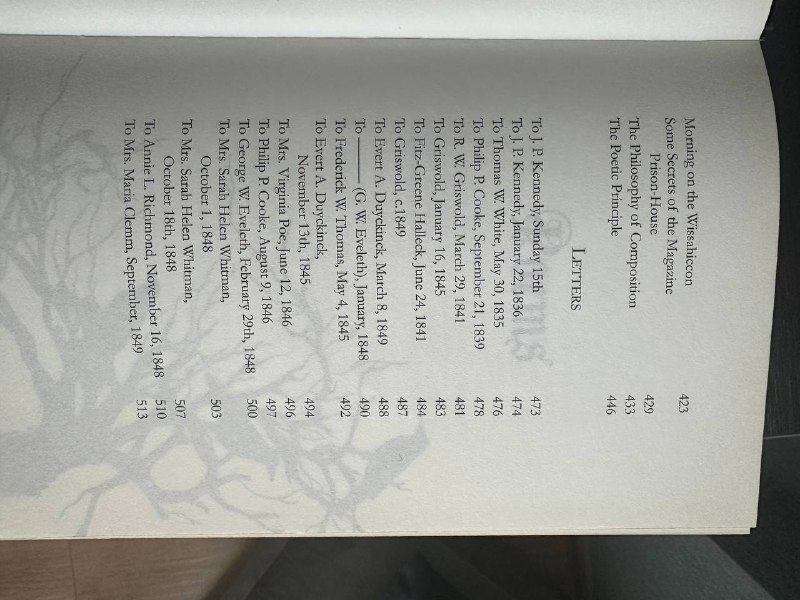 Morning on the Wissahiccon 423
Some Secrets of the Magazine
Prison-House 429
The Philosophy of Composition 433
The Poetic Principle 446
LETTERS
To J. P. Kennedy, Sunday 15th 473
To J. P. Kennedy, January 22, 1836 474
To Thomas W. White, May 30, 1835 476
To Philip P. Cooke, September 21, 1839 478
To R. W. Griswold, March 29, 1841 481
To Griswold, January 16, 1845 483
To Fitz-Greene Halleck, June 24, 1841 484
To Griswold, c.1849 487
To Evert A. Duyckinck, March 8, 1849 488
To —— (G. W. Eveleth), January, 1848 490
To Frederick W. Thomas, May 4, 1845 492
To Evert A. Duyckinck,
November 13th, 1845 494
To Mrs. Virginia Poe, June 12, 1846 496
To Philip P. Cooke, August 9, 1846 497
To George W. Eveleth, February 29th, 1848 500
To Mrs. Sarah Helen Whitman,
October 1, 1848 503
To Mrs. Sarah Helen Whitman,
October 18th, 1848 507
To Annie L. Richmond, November 16, 1848 510
To Mrs. Maria Clemm, September, 1849 513